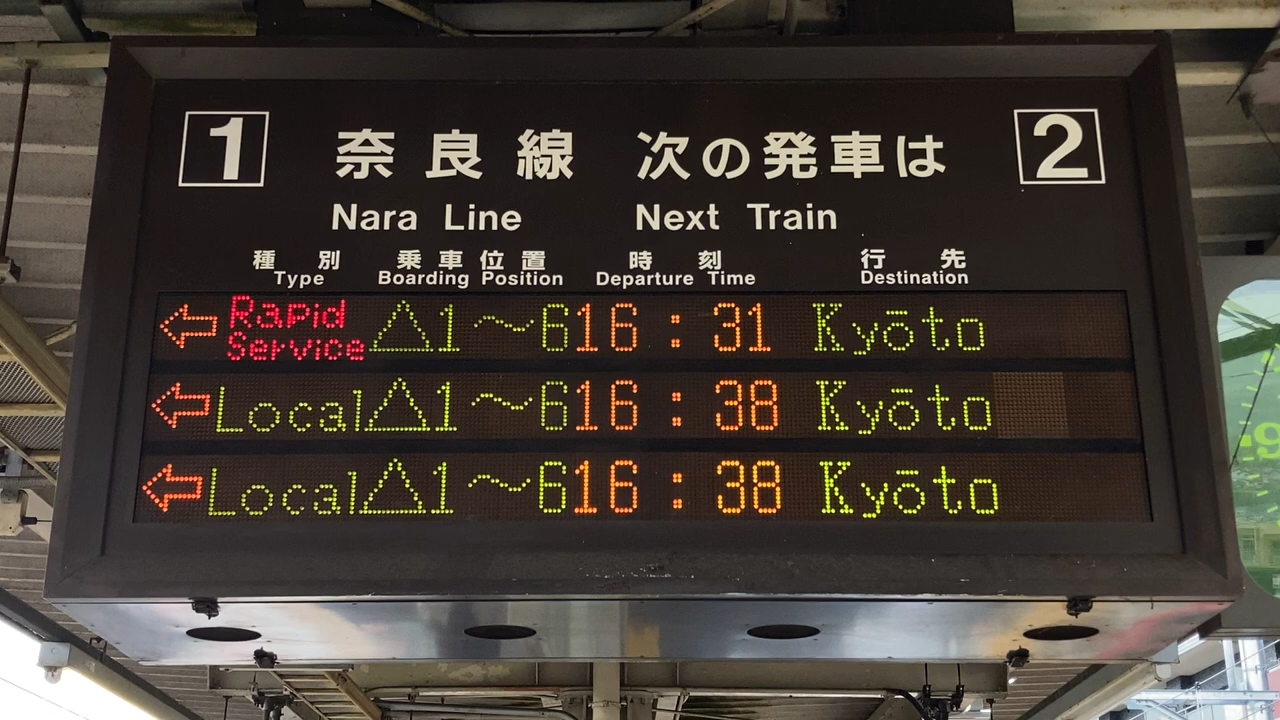 1 奈良線 次の発車は 2
Nara Line Next Train
種別 乗車位置 時刻 行先
Type Boarding Position Departure Time Destination
← Rapid Service △1～6 16:31 Kyōto
← Local △1～6 16:38 Kyōto
← Local △1～6 16:38 Kyōto